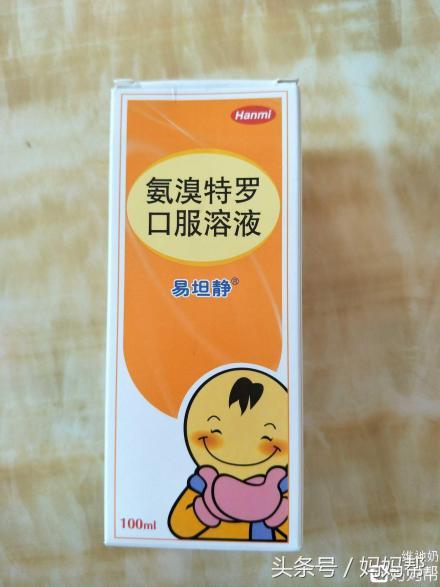 Hanmi
氨溴特罗
口服溶液
易坦静®
100ml
头条号／妈妈帮